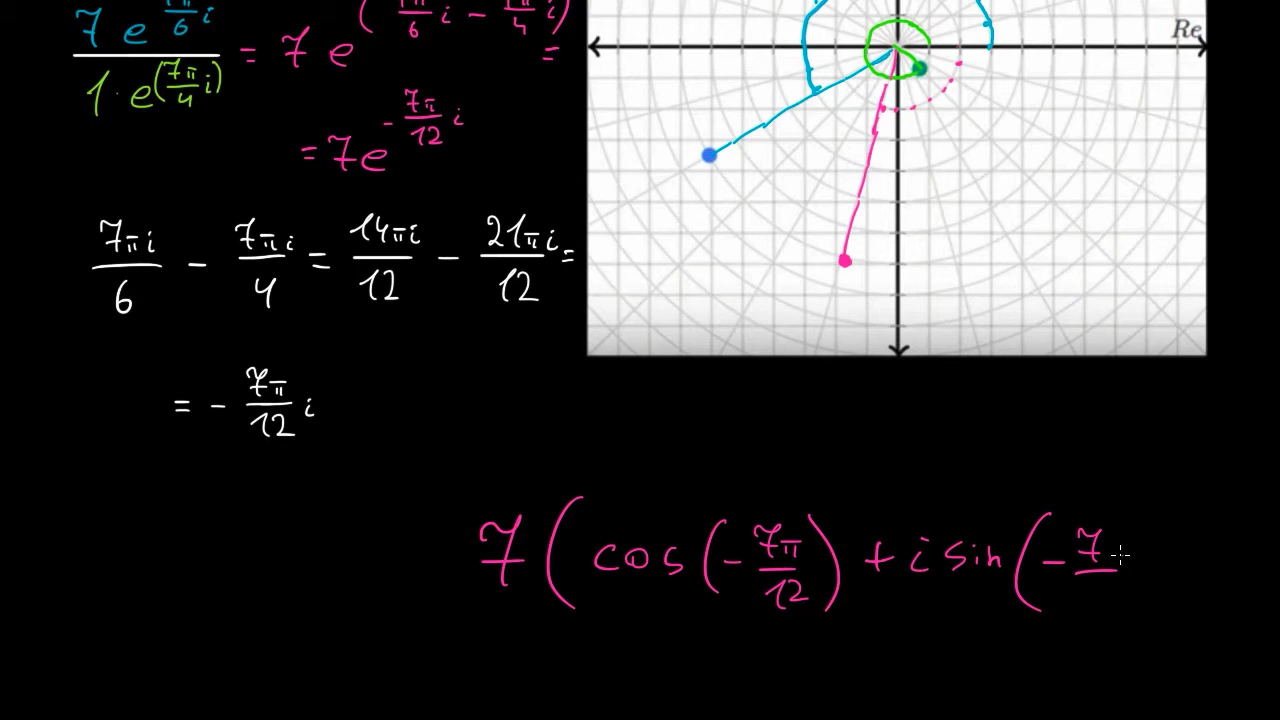 7 e^(7π/6 i) / 1·e^(7π/4 i) = 7 e^(7π/6 i − 7π/4 i) =
= 7e^(−7π/12 i)
7πi/6 − 7πi/4 = 14πi/12 − 21πi/12 =
= − 7π/12 i
7 ( cos (− 7π/12) + i sin (− 7
Re